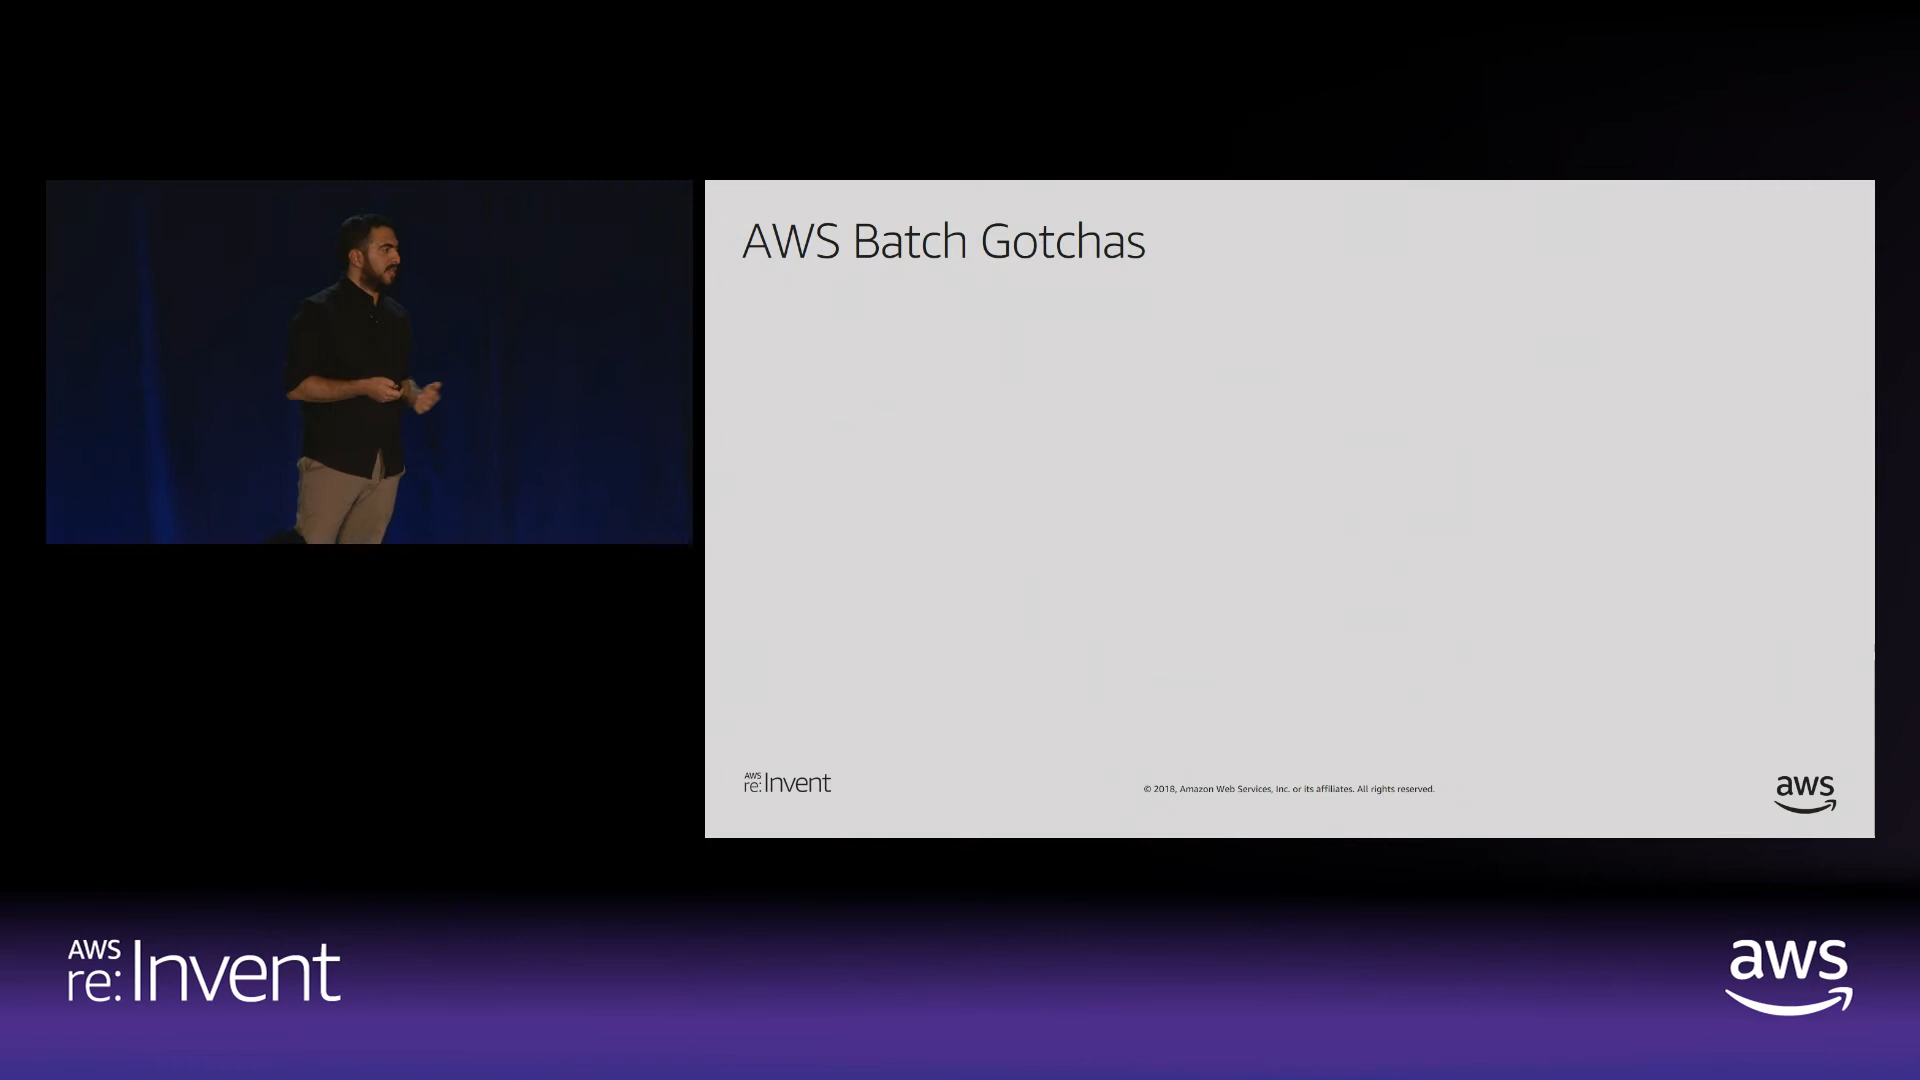 AWS Batch Gotchas
AWS
re:Invent
© 2018, Amazon Web Services, Inc. or its affiliates. All rights reserved.
aws
AWS
re:Invent
aws